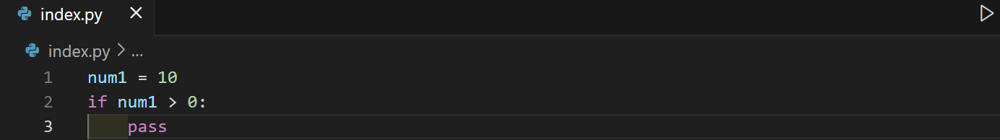 index.py ×
index.py > ...
1 num1 = 10
2 if num1 > 0:
3     pass